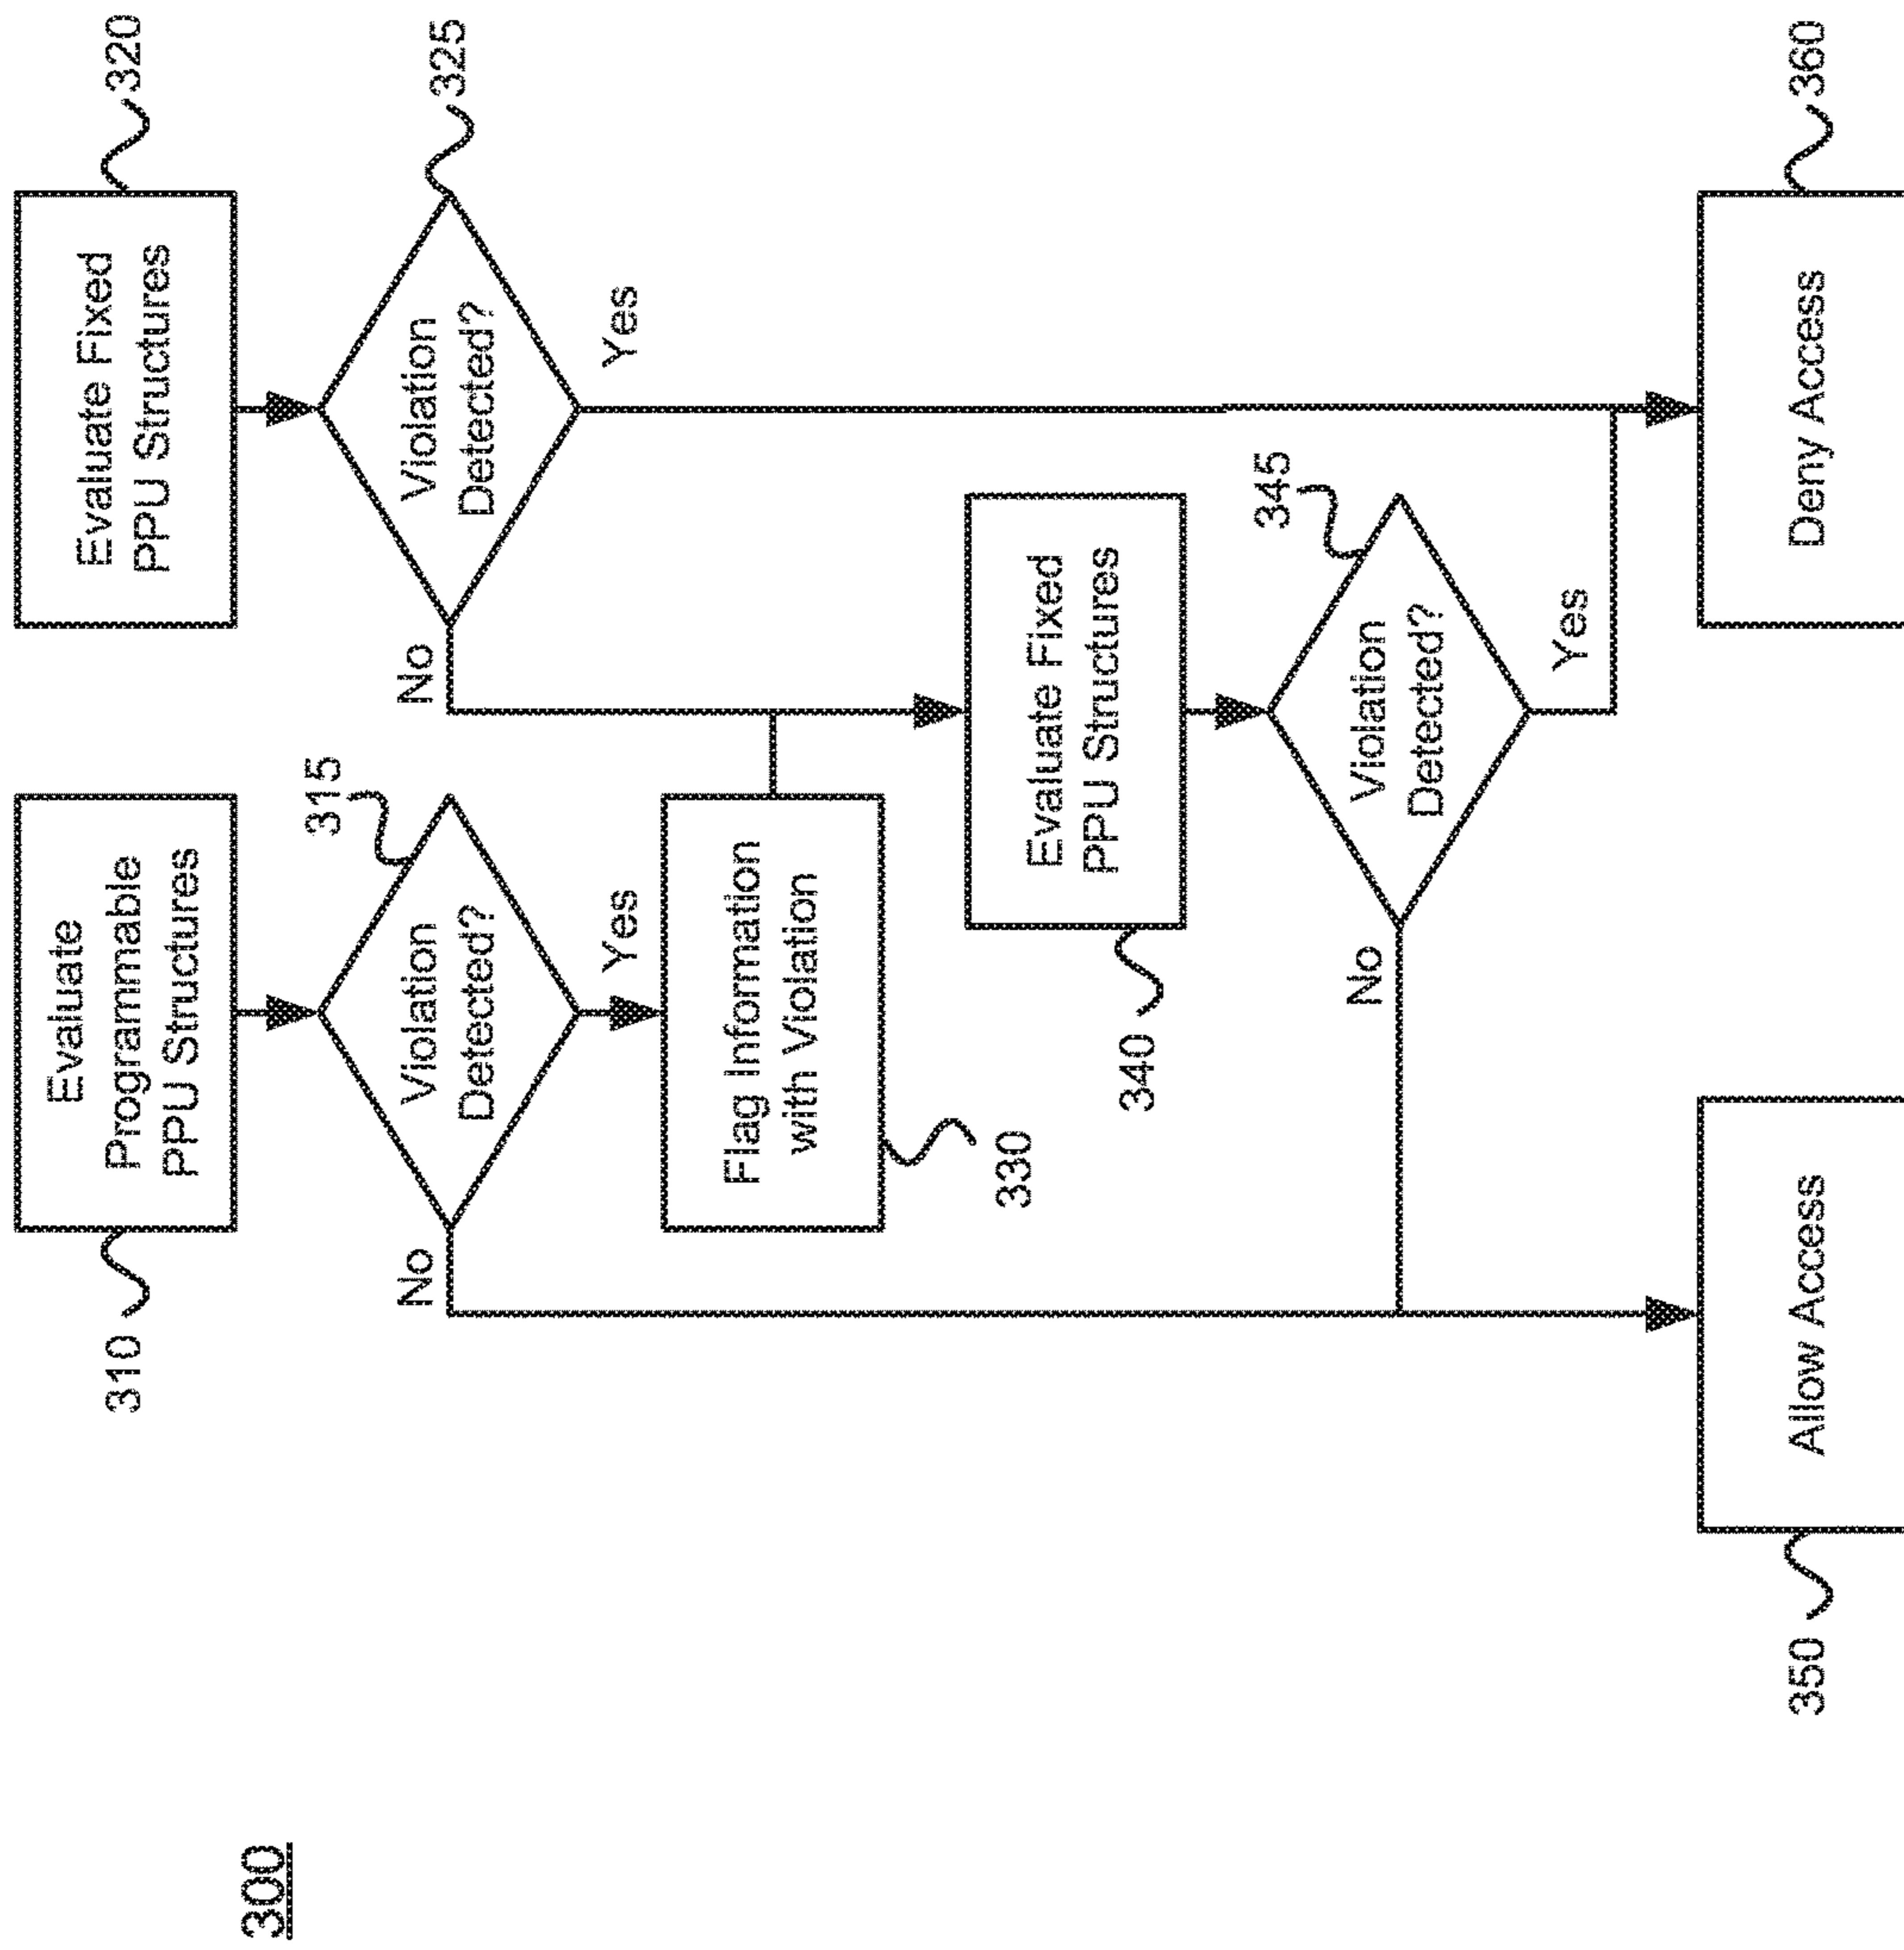 300
310
Evaluate
Programmable
PPU Structures
Evaluate Fixed
PPU Structures
320
315
No
Violation
Detected?
Yes
No
Violation
Detected?
Yes
325
Flag Information
with Violation
330
Evaluate Fixed
PPU Structures
340
345
No
Violation
Detected?
Yes
350
Allow Access
Deny Access
360